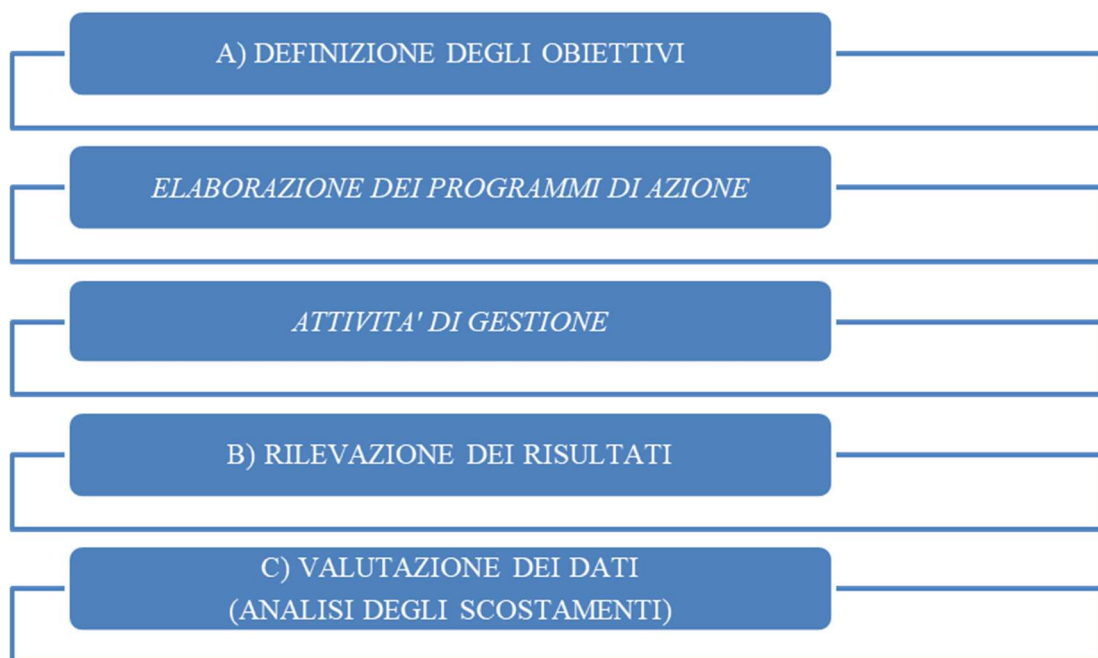 A) DEFINIZIONE DEGLI OBIETTIVI
ELABORAZIONE DEI PROGRAMMI DI AZIONE
ATTIVITA' DI GESTIONE
B) RILEVAZIONE DEI RISULTATI
C) VALUTAZIONE DEI DATI
(ANALISI DEGLI SCOSTAMENTI)